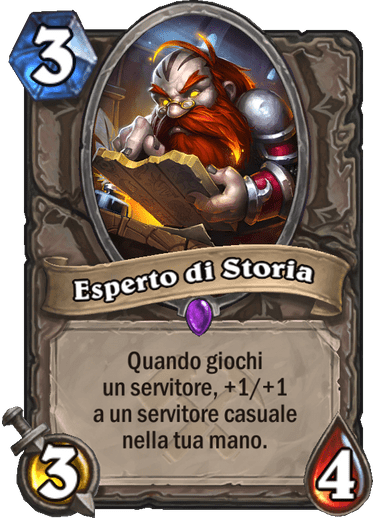 3
Esperto di Storia
Quando giochi
un servitore, +1/+1
a un servitore casuale
nella tua mano.
3
4